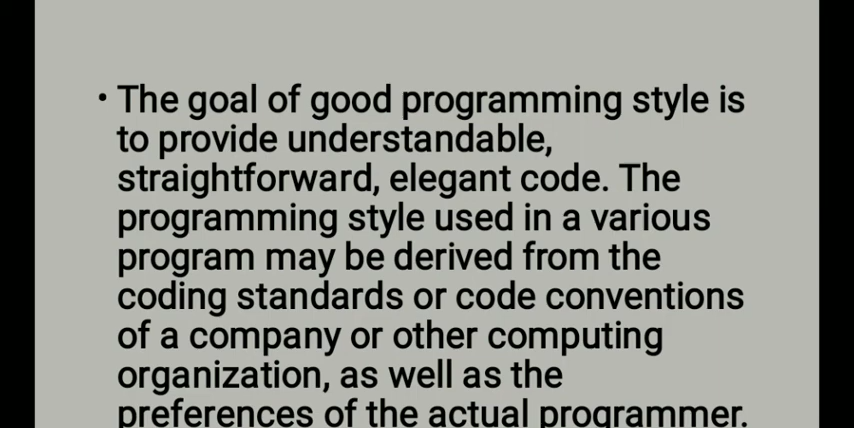 • The goal of good programming style is
to provide understandable,
straightforward, elegant code. The
programming style used in a various
program may be derived from the
coding standards or code conventions
of a company or other computing
organization, as well as the
preferences of the actual programmer.